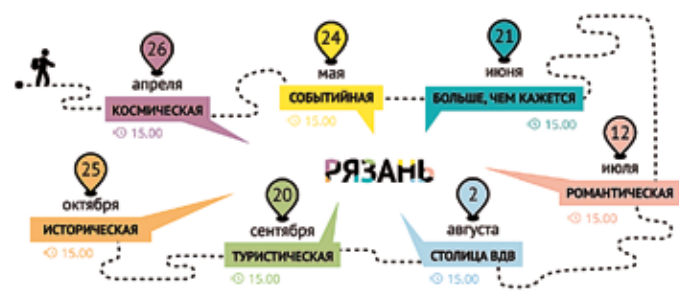 26
апреля
КОСМИЧЕСКАЯ
15.00
24
мая
СОБЫТИЙНАЯ
15.00
21
июня
БОЛЬШЕ, ЧЕМ КАЖЕТСЯ
15.00
12
июля
РОМАНТИЧЕСКАЯ
15.00
РЯЗАНЬ
25
октября
ИСТОРИЧЕСКАЯ
15.00
20
сентября
ТУРИСТИЧЕСКАЯ
15.00
2
августа
СТОЛИЦА ВДВ
15.00